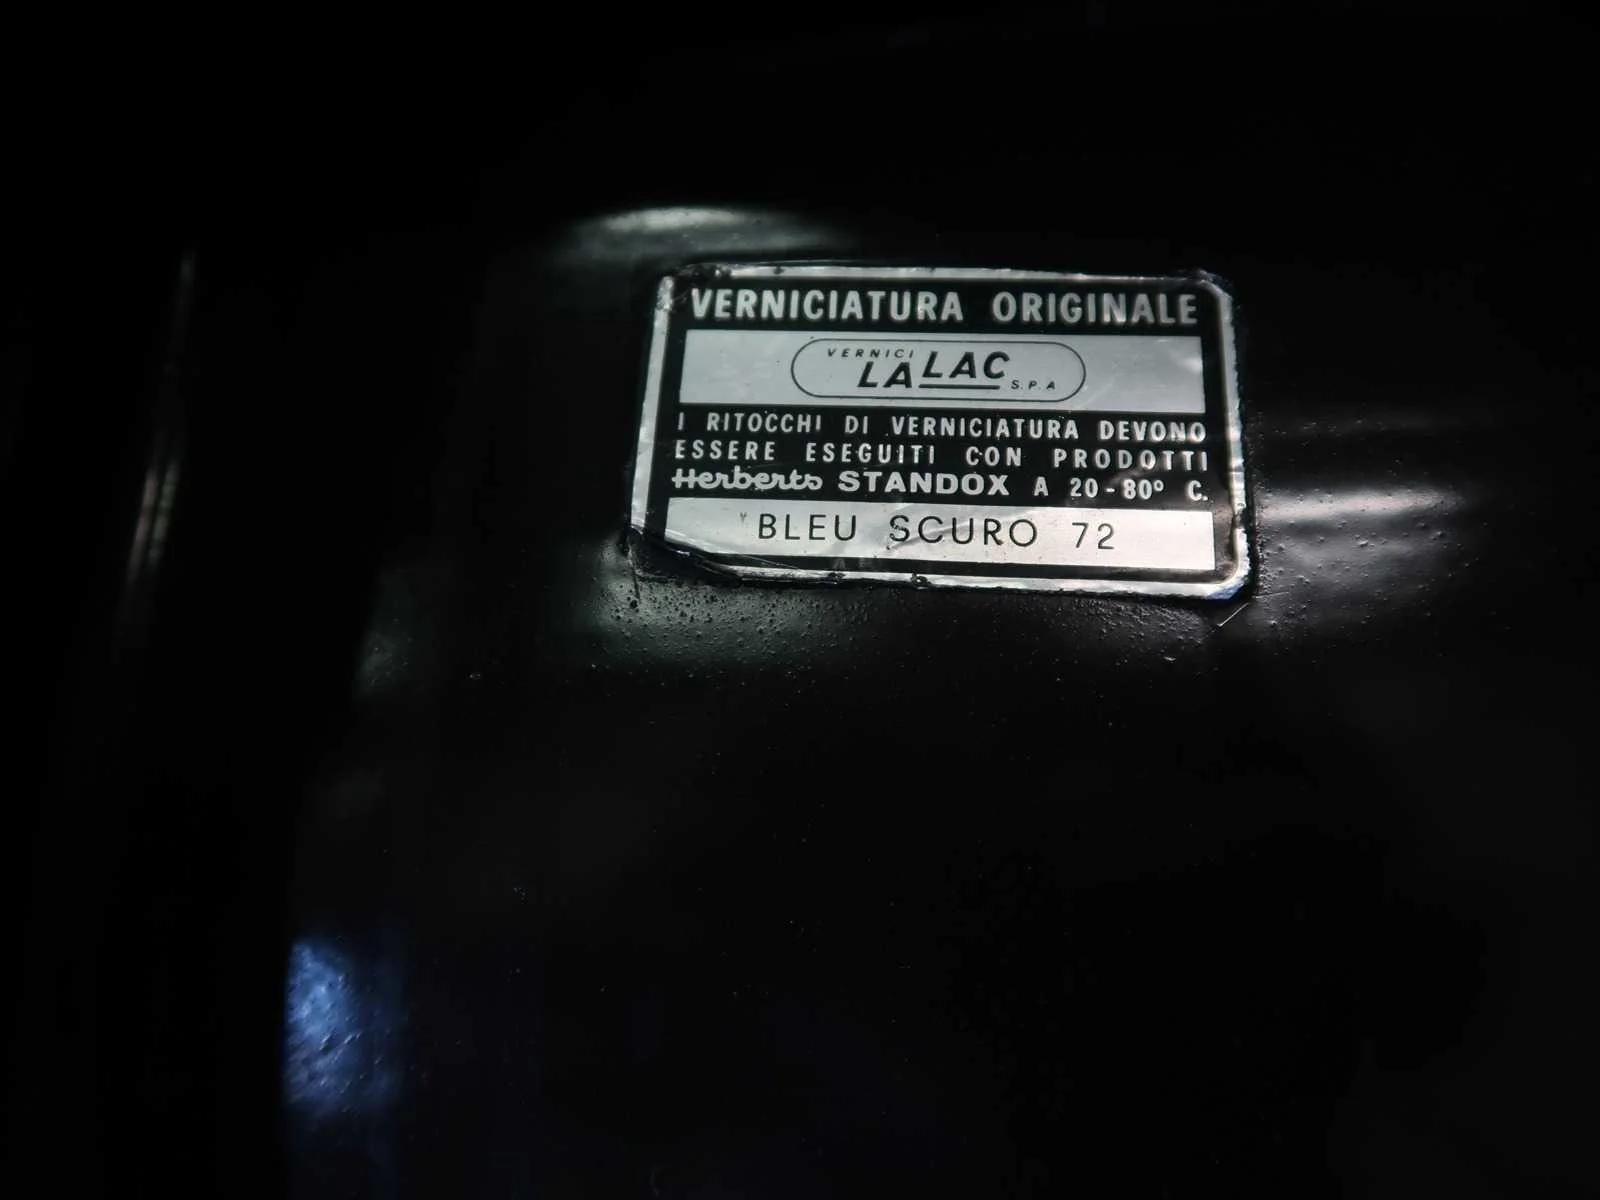 VERNICIATURA ORIGINALE
VERNICI
LALAC S.P.A
I RITOCCHI DI VERNICIATURA DEVONO
ESSERE ESEGUITI CON PRODOTTI
Herberts STANDOX A 20-80° C.
BLEU SCURO 72